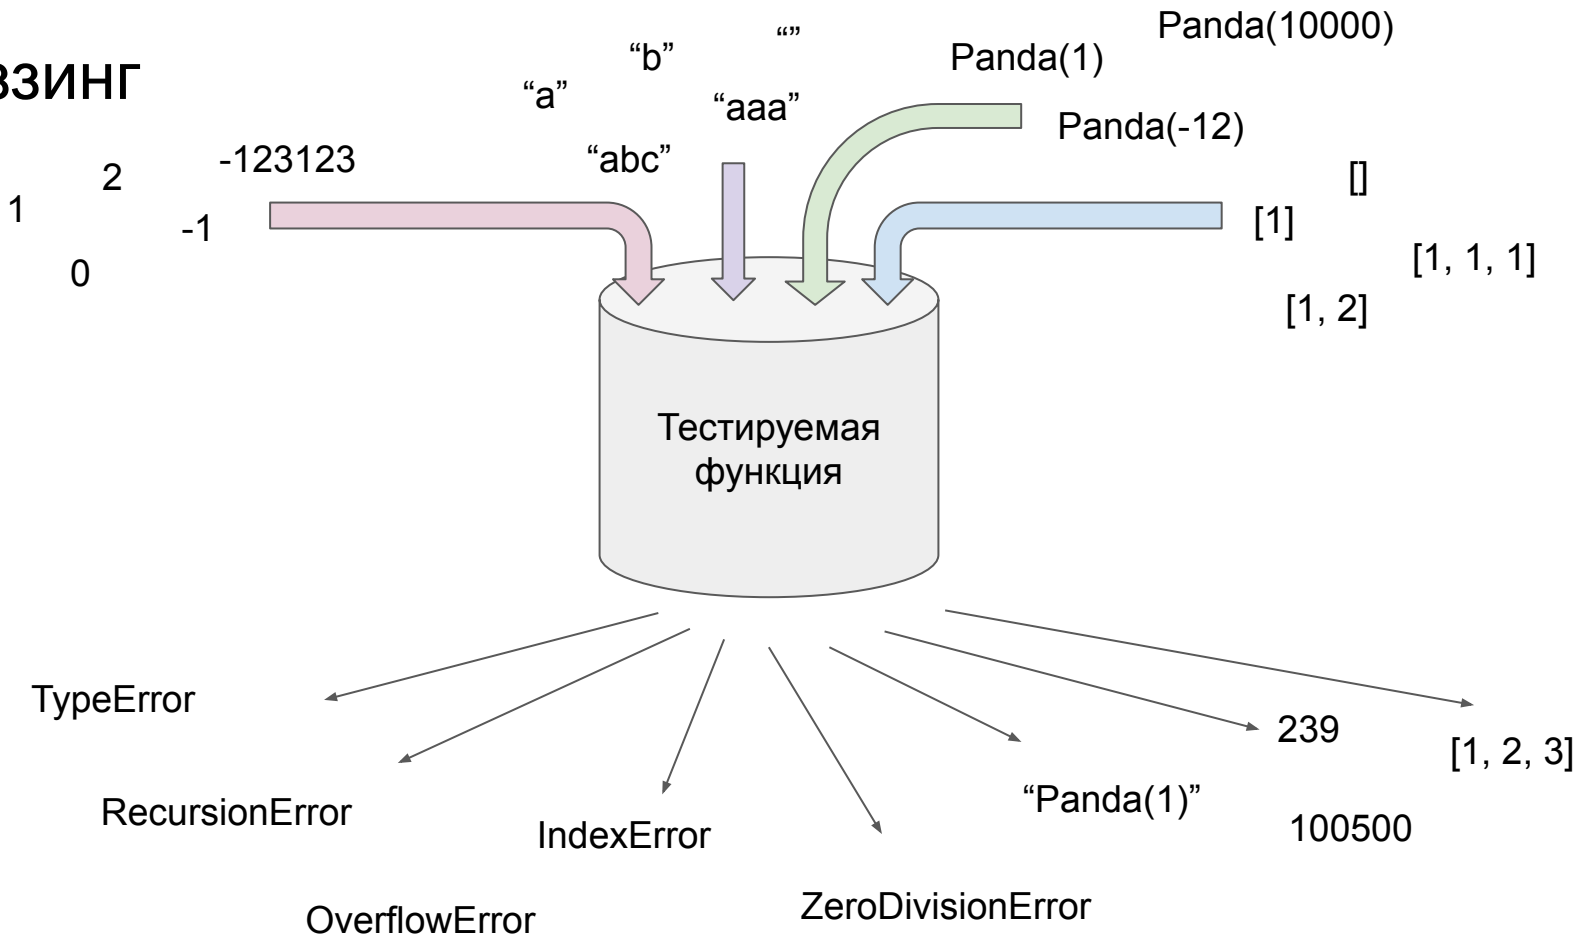 ззинг
1
2
-123123
-1
0
“a”
“b”
“”
“aaa”
“abc”
Panda(1)
Panda(10000)
Panda(-12)
[]
[1]
[1, 1, 1]
[1, 2]
Тестируемая
функция
TypeError
RecursionError
OverflowError
IndexError
ZeroDivisionError
“Panda(1)”
239
100500
[1, 2, 3]